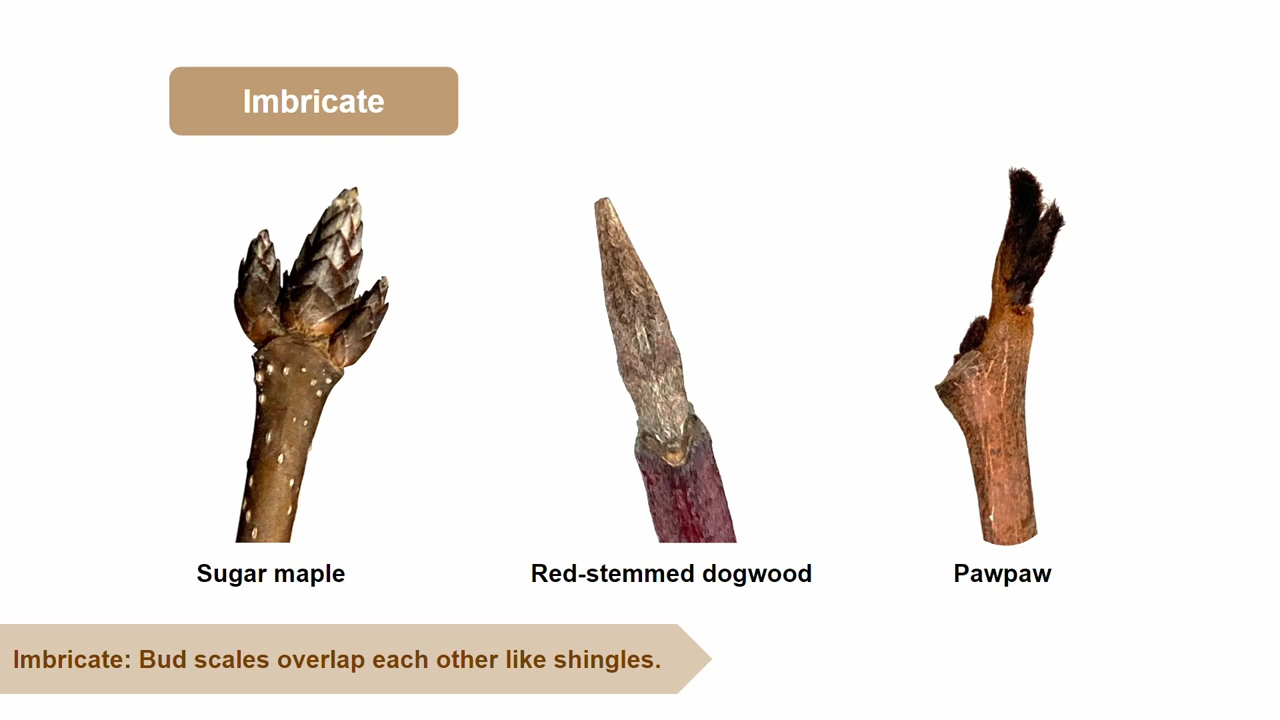 Imbricate
Sugar maple
Red-stemmed dogwood
Pawpaw
Imbricate: Bud scales overlap each other like shingles.